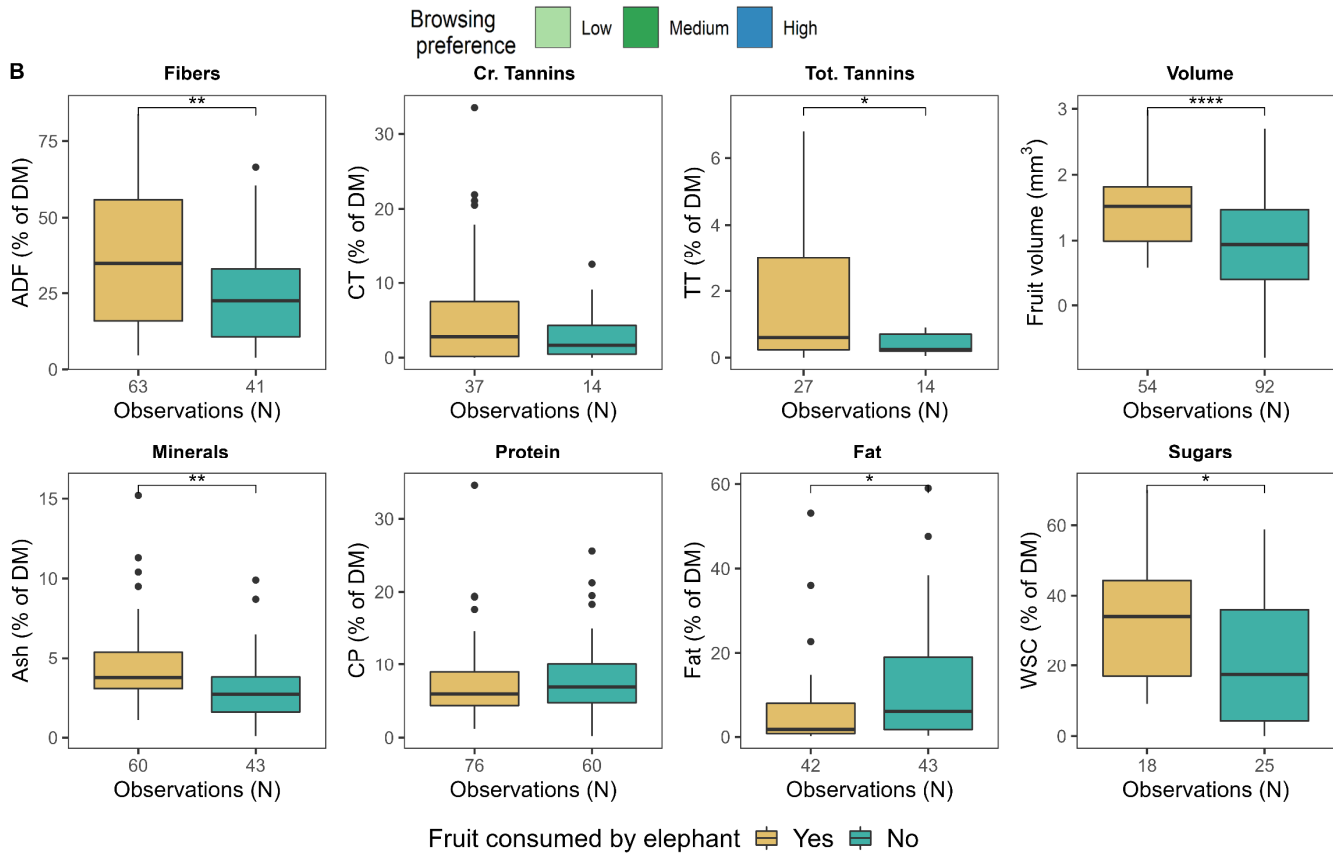 Browsing preference Low Medium High
B
Fibers Cr. Tannins Tot. Tannins Volume
** * ****
ADF (% of DM) 75 50 25 0
CT (% of DM) 30 20 10 0
TT (% of DM) 6 4 2 0
Fruit volume (mm³) 3 2 1 0
63 41 37 14 27 14 54 92
Observations (N) Observations (N) Observations (N) Observations (N)
Minerals Protein Fat Sugars
** * *
Ash (% of DM) 15 10 5 0
CP (% of DM) 30 20 10 0
Fat (% of DM) 60 40 20 0
WSC (% of DM) 60 40 20 0
60 43 76 60 42 43 18 25
Observations (N) Observations (N) Observations (N) Observations (N)
Fruit consumed by elephant Yes No